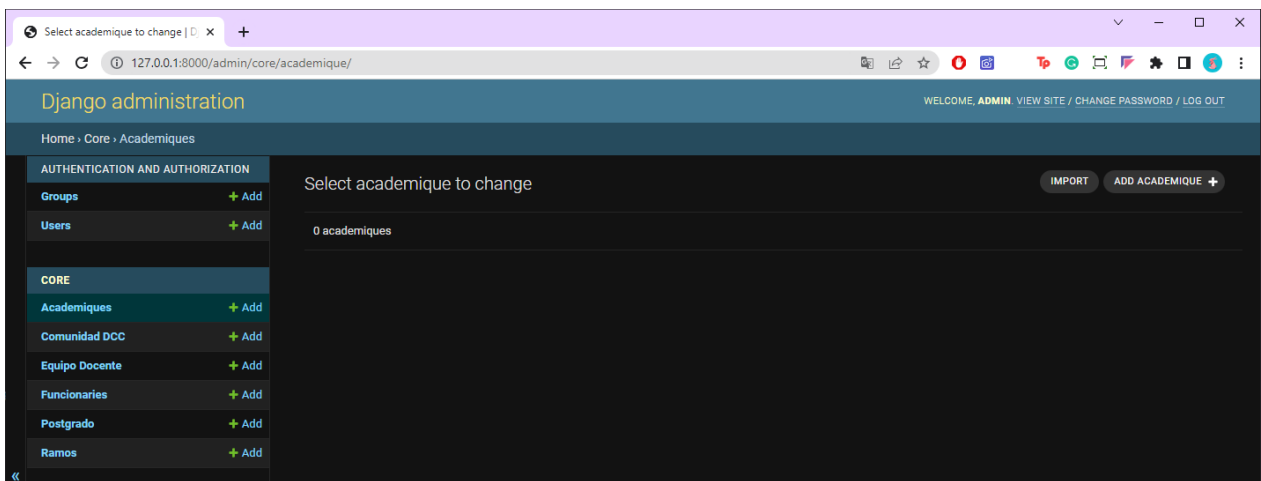 Select academique to change | D
127.0.0.1:8000/admin/core/academique/
Django administration
WELCOME, ADMIN. VIEW SITE / CHANGE PASSWORD / LOG OUT
Home › Core › Academiques
AUTHENTICATION AND AUTHORIZATION
Groups + Add
Users + Add
CORE
Academiques + Add
Comunidad DCC + Add
Equipo Docente + Add
Funcionaries + Add
Postgrado + Add
Ramos + Add
«
Select academique to change
IMPORT
ADD ACADEMIQUE +
0 academiques